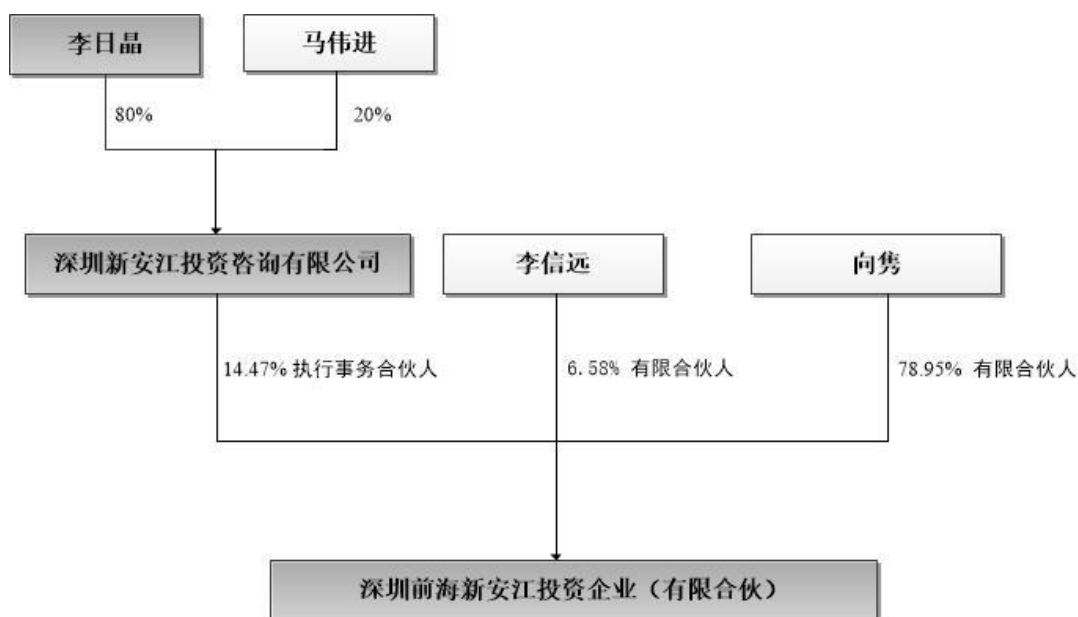 李日晶
马伟进
80%
20%
深圳新安江投资咨询有限公司
李信远
向隽
14.47% 执行事务合伙人
6.58% 有限合伙人
78.95% 有限合伙人
深圳前海新安江投资企业（有限合伙）